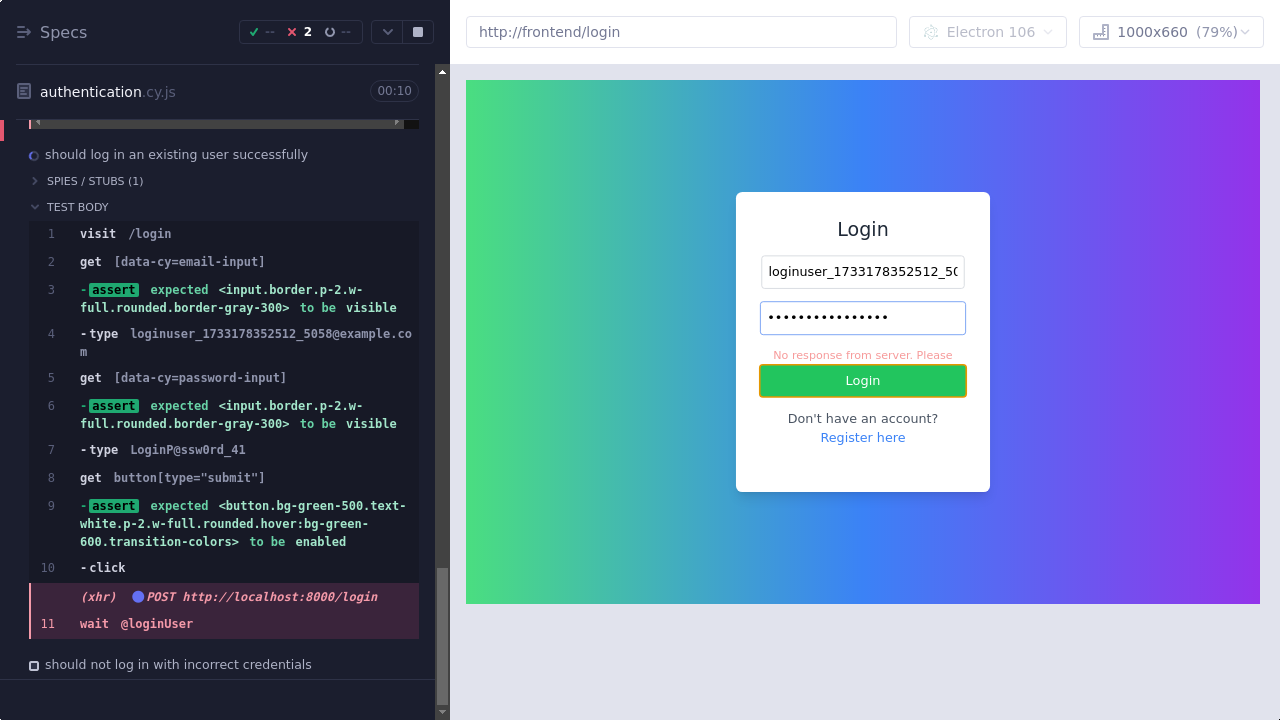 Specs
-- 2 --
http://frontend/login
Electron 106
1000x660 (79%)
authentication.cy.js
00:10
should log in an existing user successfully
SPIES / STUBS (1)
TEST BODY
1 visit /login
2 get [data-cy=email-input]
3 -assert expected <input.border.p-2.w-
full.rounded.border-gray-300> to be visible
4 -type loginuser_1733178352512_5058@example.co
m
5 get [data-cy=password-input]
6 -assert expected <input.border.p-2.w-
full.rounded.border-gray-300> to be visible
7 -type LoginP@ssw0rd_41
8 get button[type="submit"]
9 -assert expected <button.bg-green-500.text-
white.p-2.w-full.rounded.hover:bg-green-
600.transition-colors> to be enabled
10 -click
(xhr) POST http://localhost:8000/login
11 wait @loginUser
should not log in with incorrect credentials
Login
loginuser_1733178352512_50
••••••••••••••••
No response from server. Please
Login
Don't have an account?
Register here